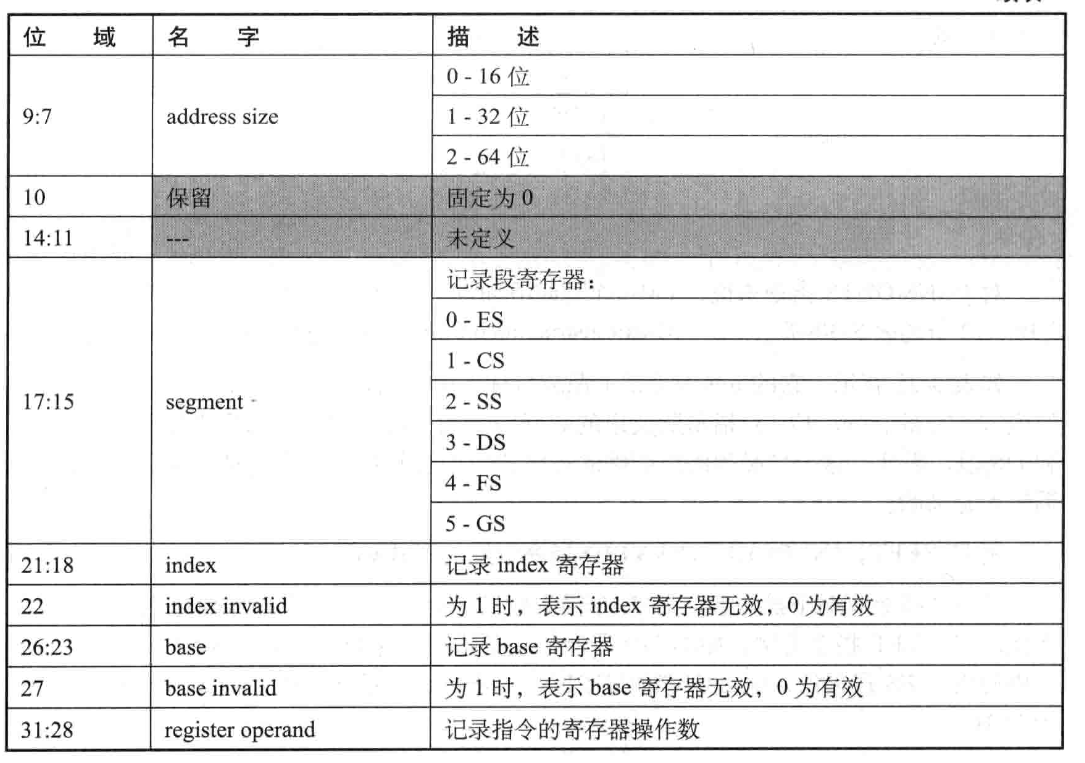 位 域 名 字 描 述
0 - 16 位
9:7 address size 1 - 32 位
2 - 64 位
10 保留 固定为 0
14:11 --- 未定义
记录段寄存器：
0 - ES
1 - CS
17:15 segment 2 - SS
3 - DS
4 - FS
5 - GS
21:18 index 记录 index 寄存器
22 index invalid 为 1 时，表示 index 寄存器无效，0 为有效
26:23 base 记录 base 寄存器
27 base invalid 为 1 时，表示 base 寄存器无效，0 为有效
31:28 register operand 记录指令的寄存器操作数